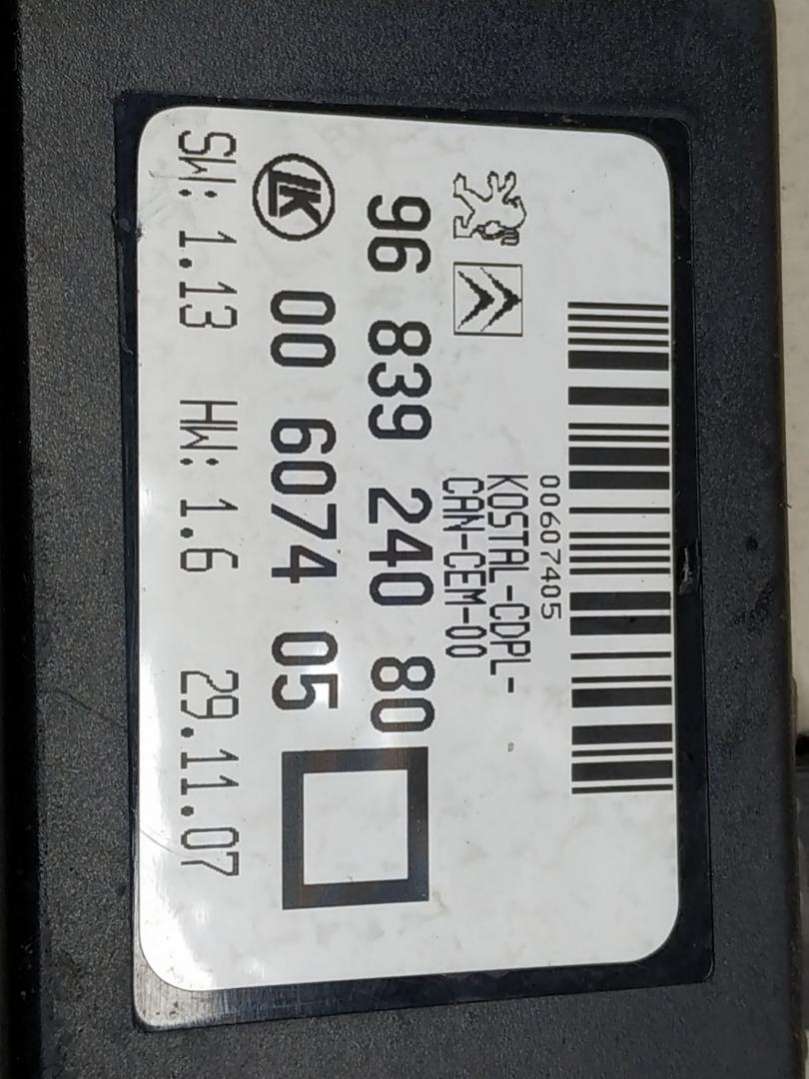 00607405
KOSTAL-CDPL-
CAN-CEM-00
96 839 240 80
LK 00 6074 05
SW: 1.13 HW: 1.6 29.11.07